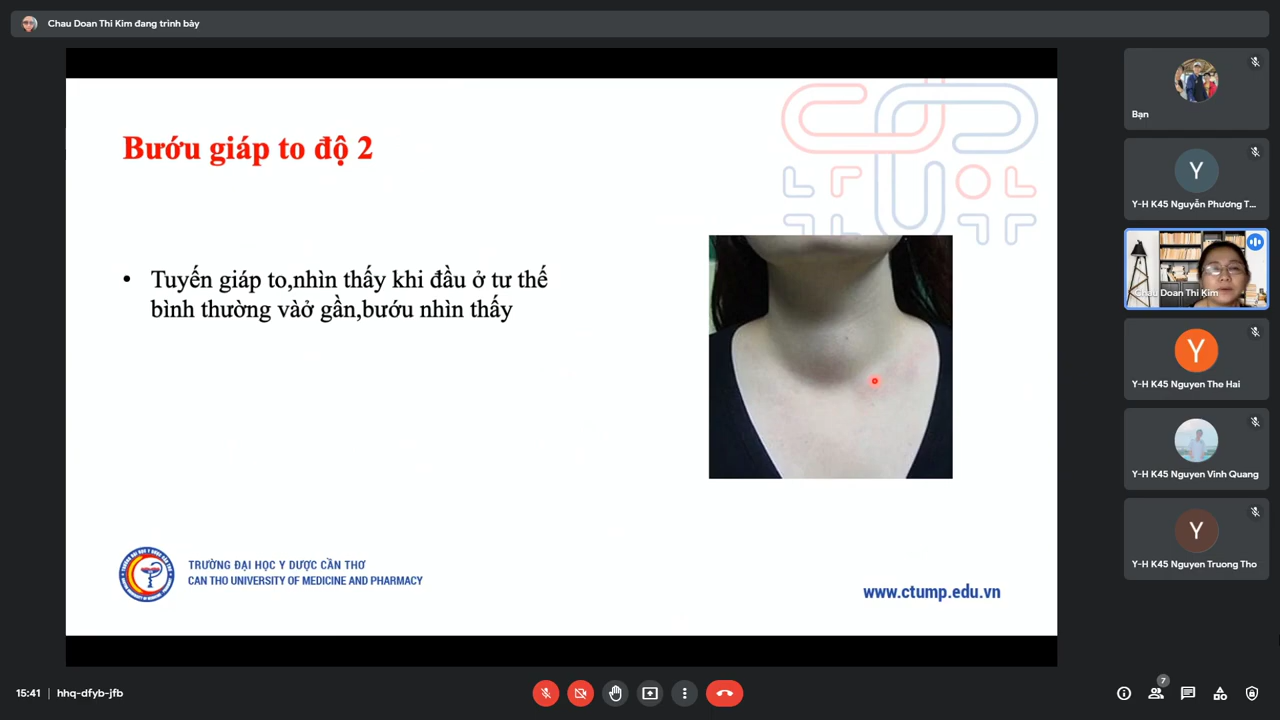 Chau Doan Thi Kim đang trình bày
Bướu giáp to độ 2
• Tuyến giáp to,nhìn thấy khi đầu ở tư thế
bình thường vàở gần,bướu nhìn thấy
TRƯỜNG ĐẠI HỌC Y DƯỢC CẦN THƠ
CAN THO UNIVERSITY OF MEDICINE AND PHARMACY
www.ctump.edu.vn
Bạn
Y
Y-H K45 Nguyễn Phương T...
Chau Doan Thi Kim
Y
Y-H K45 Nguyen The Hai
Y-H K45 Nguyen Vinh Quang
Y
Y-H K45 Nguyen Truong Tho
15:41 | hhq-dfyb-jfb
7